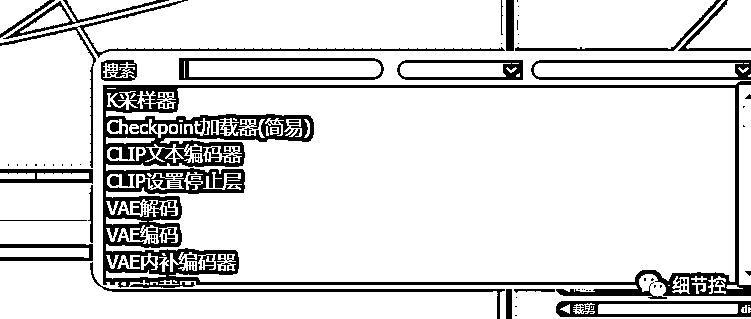 搜索
K采样器
Checkpoint加载器(简易)
CLIP文本编码器
CLIP设置停止层
VAE解码
VAE编码
VAE内补编码器
细节控
裁剪